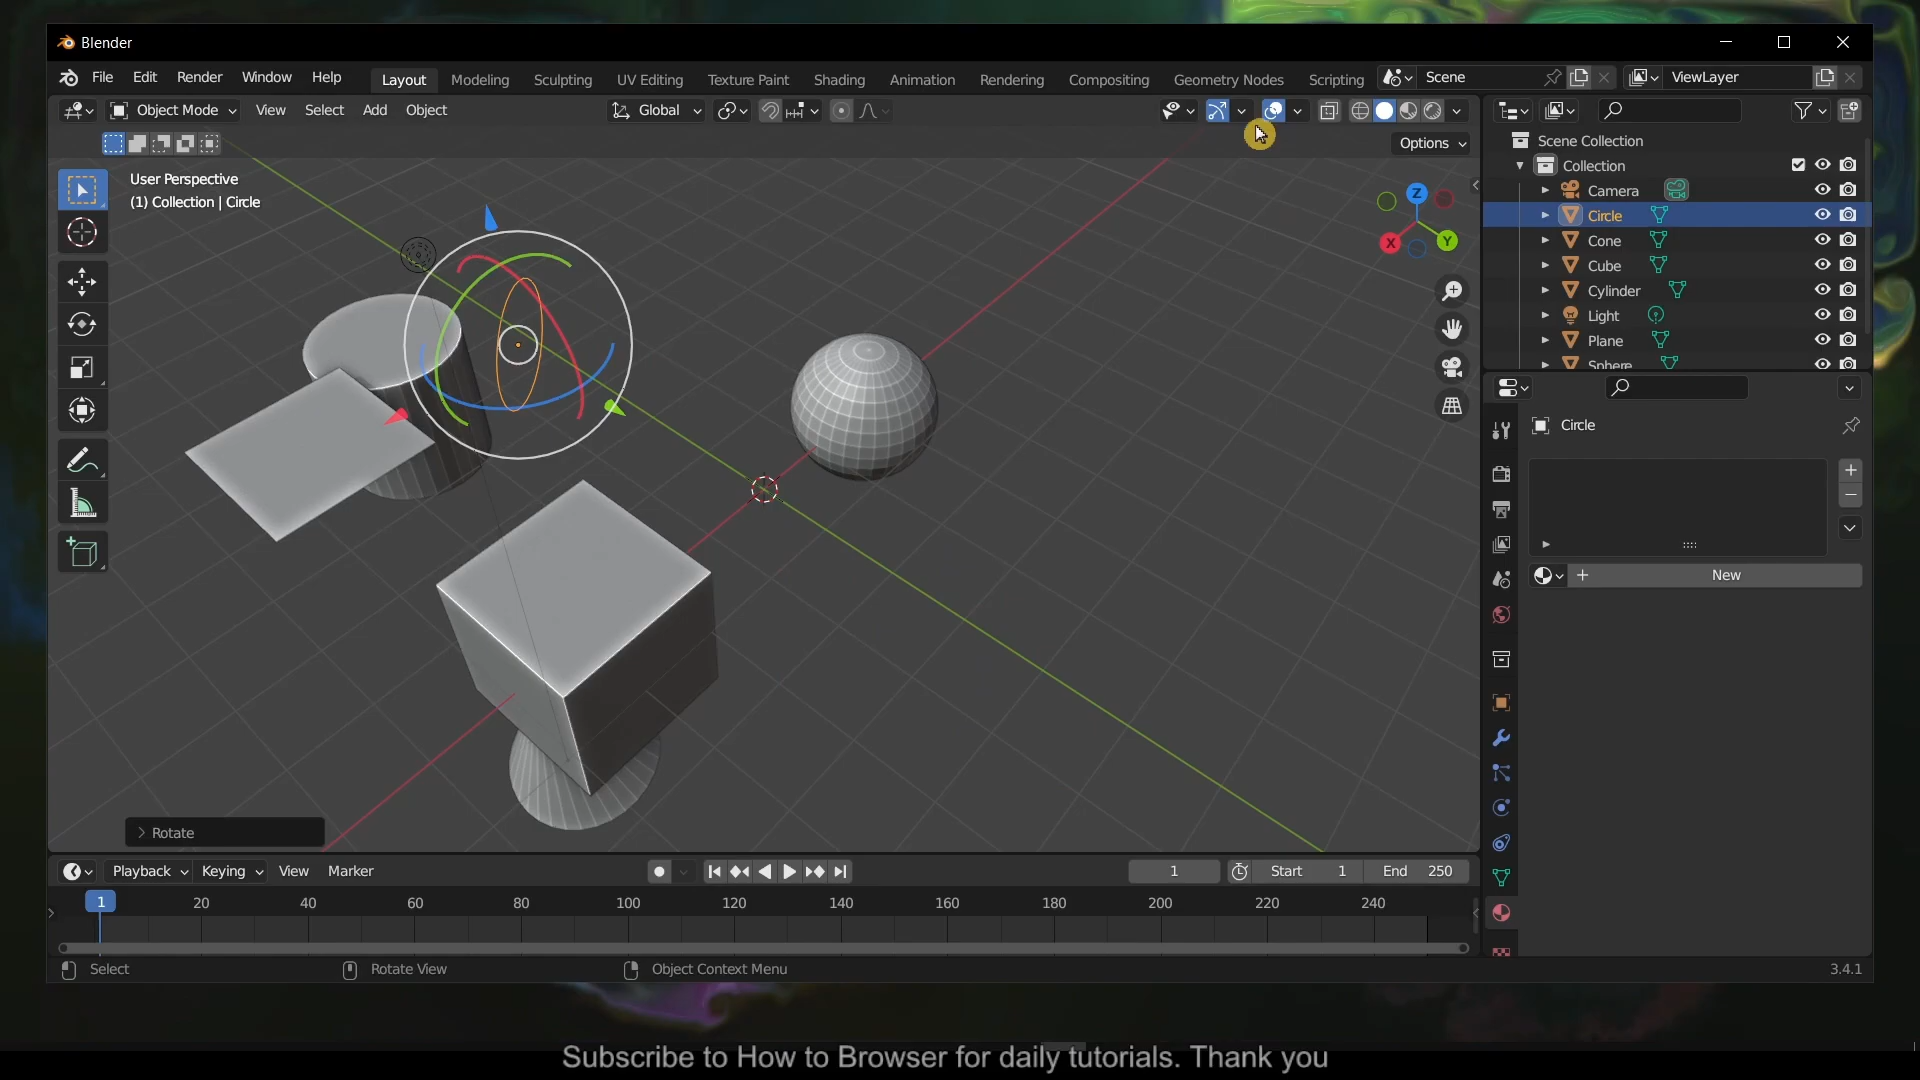 Blender
File Edit Render Window Help Layout Modeling Sculpting UV Editing Texture Paint Shading Animation Rendering Compositing Geometry Nodes Scripting Scene ViewLayer
Object Mode View Select Add Object Global
Options
User Perspective
(1) Collection | Circle
Z
X
Y
Scene Collection
Collection
Camera
Circle
Cone
Cube
Cylinder
Light
Plane
Sphere
Circle
New
Rotate
Playback Keying View Marker 1 Start 1 End 250
1 20 40 60 80 100 120 140 160 180 200 220 240
Select Rotate View Object Context Menu 3.4.1
Subscribe to How to Browser for daily tutorials. Thank you